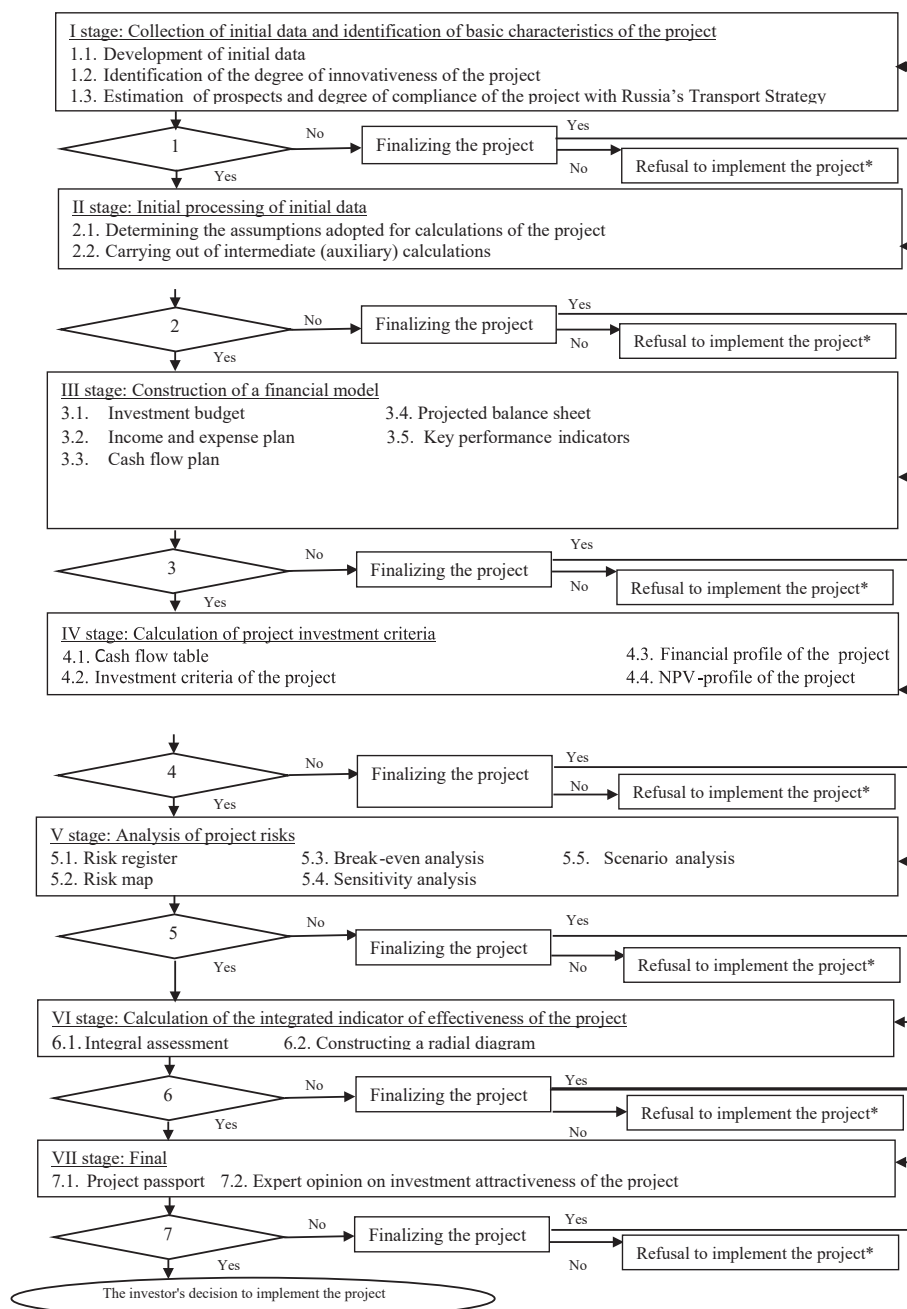 I stage: Collection of initial data and identification of basic characteristics of the project
1.1. Development of initial data
1.2. Identification of the degree of innovativeness of the project
1.3. Estimation of prospects and degree of compliance of the project with Russia's Transport Strategy
1
No
Finalizing the project
Yes
No
Refusal to implement the project*
Yes
II stage: Initial processing of initial data
2.1. Determining the assumptions adopted for calculations of the project
2.2. Carrying out of intermediate (auxiliary) calculations
2
No
Finalizing the project
Yes
No
Refusal to implement the project*
Yes
III stage: Construction of a financial model
3.1. Investment budget
3.2. Income and expense plan
3.3. Cash flow plan
3.4. Projected balance sheet
3.5. Key performance indicators
3
No
Finalizing the project
Yes
No
Refusal to implement the project*
Yes
IV stage: Calculation of project investment criteria
4.1. Cash flow table
4.2. Investment criteria of the project
4.3. Financial profile of the project
4.4. NPV-profile of the project
4
No
Finalizing the project
Yes
No
Refusal to implement the project*
Yes
V stage: Analysis of project risks
5.1. Risk register
5.2. Risk map
5.3. Break-even analysis
5.4. Sensitivity analysis
5.5. Scenario analysis
5
No
Finalizing the project
Yes
No
Refusal to implement the project*
Yes
VI stage: Calculation of the integrated indicator of effectiveness of the project
6.1. Integral assessment
6.2. Constructing a radial diagram
6
No
Finalizing the project
Yes
No
Refusal to implement the project*
Yes
VII stage: Final
7.1. Project passport
7.2. Expert opinion on investment attractiveness of the project
7
No
Finalizing the project
Yes
No
Refusal to implement the project*
Yes
The investor's decision to implement the project